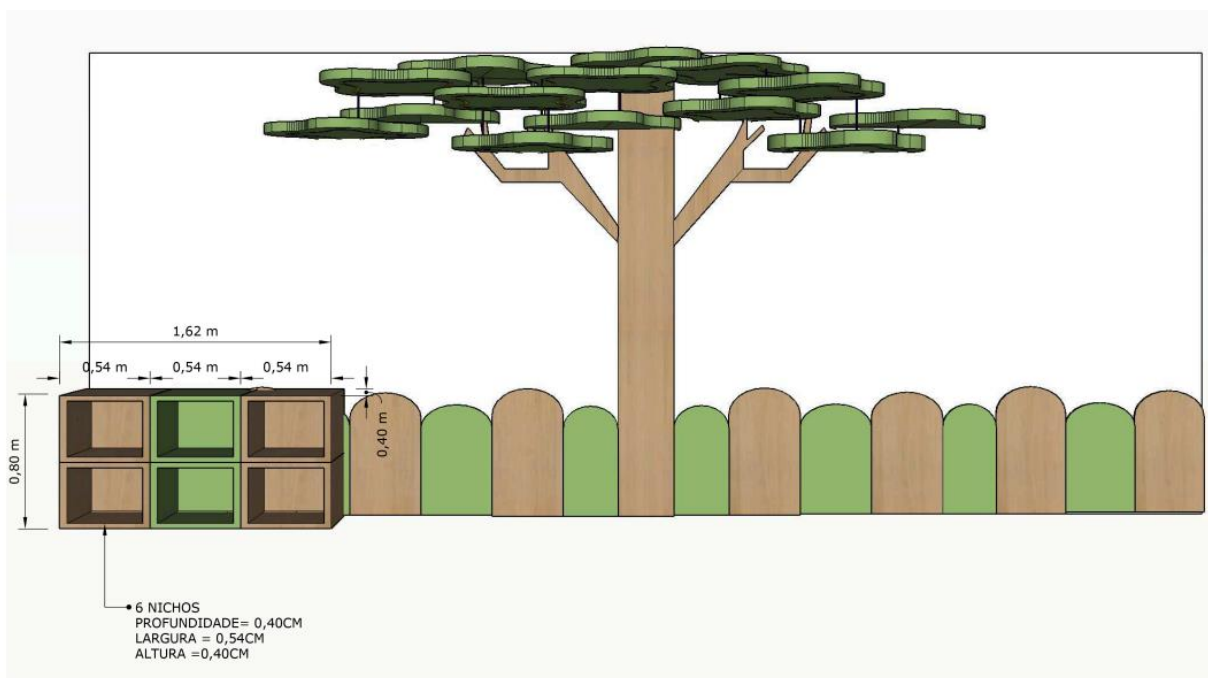 1,62 m
0,54 m
0,54 m
0,54 m
0,40 m
0,80 m
6 NICHOS
PROFUNDIDADE= 0,40CM
LARGURA = 0,54CM
ALTURA =0,40CM